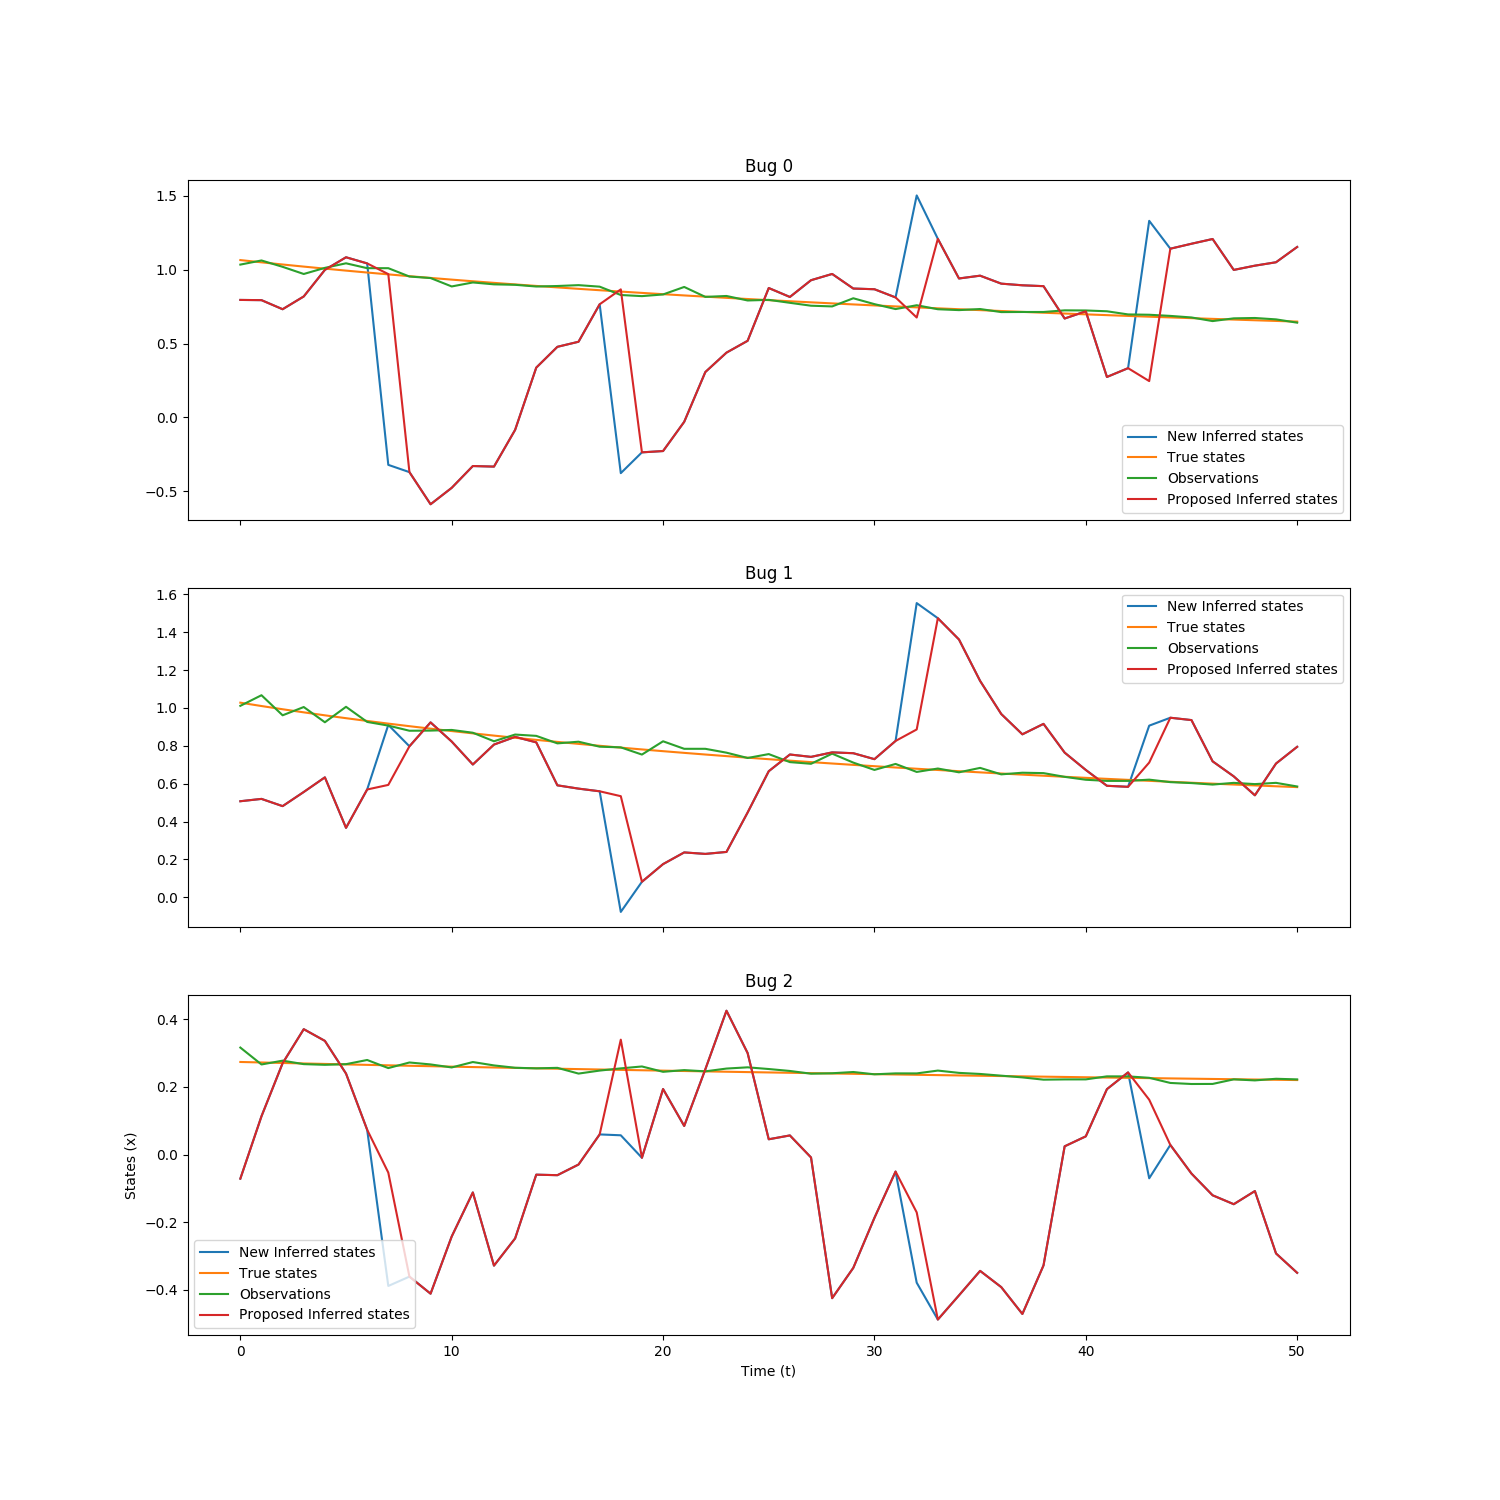 Bug 0
1.5
1.0
0.5
0.0
−0.5
New Inferred states
True states
Observations
Proposed Inferred states
Bug 1
1.6
1.4
1.2
1.0
0.8
0.6
0.4
0.2
0.0
New Inferred states
True states
Observations
Proposed Inferred states
Bug 2
0.4
0.2
0.0
−0.2
−0.4
States (x)
New Inferred states
True states
Observations
Proposed Inferred states
0 10 20 30 40 50
Time (t)